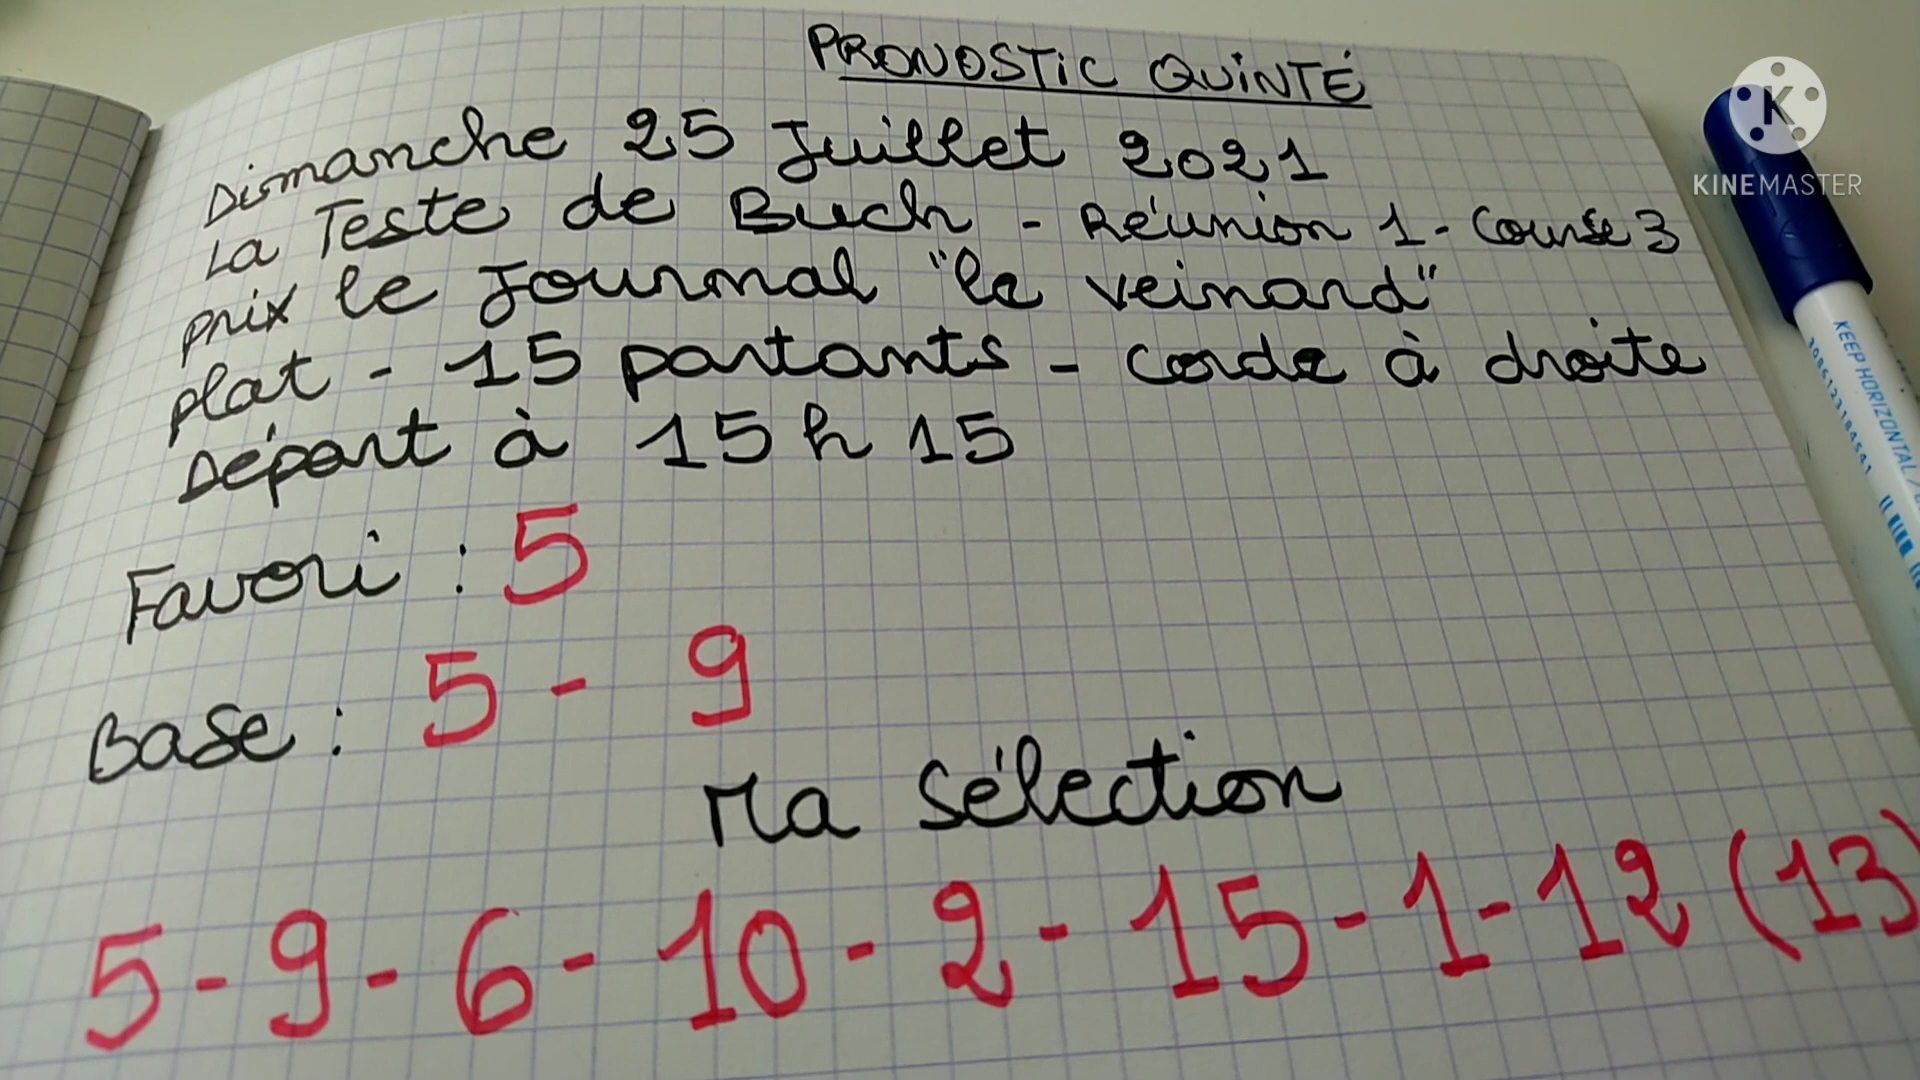 PRONOSTIC QUINTÉ
Dimanche 25 Juillet 2021
La Teste de Buch - Réunion 1 - Course 3
prix le Journal "le veinard"
plat - 15 partants - corde à droite
Départ à 15 h 15
Favori : 5
Base : 5 - 9
Ma sélection
5 - 9 - 6 - 10 - 2 - 15 - 1 - 12 (13)
K
KINEMASTER
KEEP HORIZONTAL /